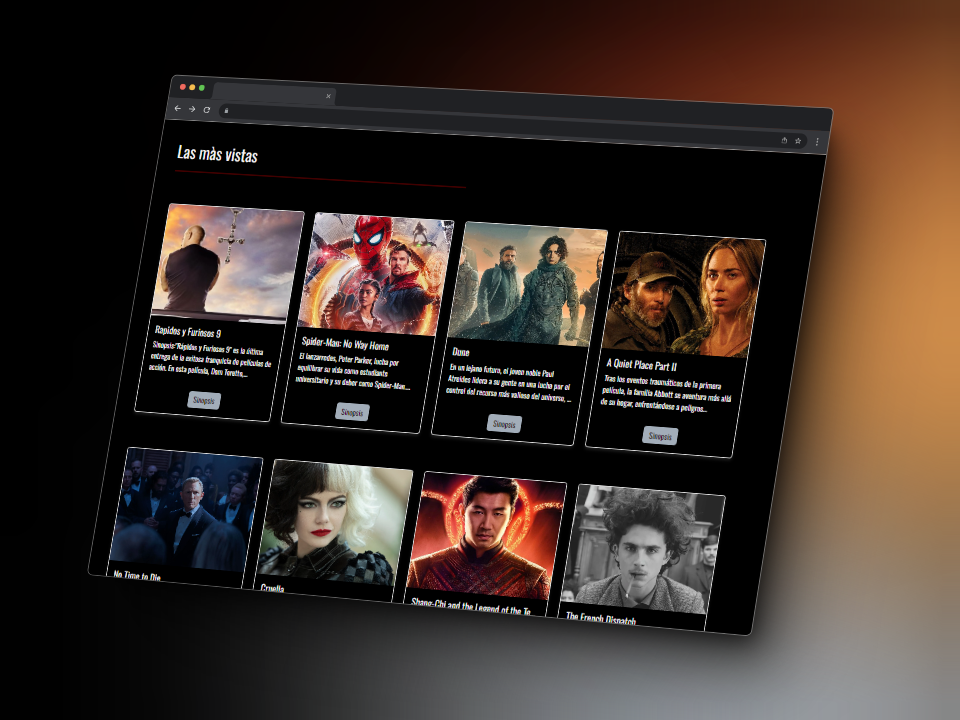 Las màs vistas
Rapidos y Furiosos 9
Sinopsis"Rápidos y Furiosos 9" es la última
entrega de la exitosa franquicia de películas de
acción. En esta película, Dom Toretto,...
Sinopsis
Spider-Man: No Way Home
El lanzarredes, Peter Parker, lucha por
equilibrar su vida como estudiante
universitario y su deber como Spider-Man...
Sinopsis
Dune
En un lejano futuro, el joven noble Paul
Atreides lidera a su gente en una lucha por el
control del recurso más valioso del universo, ...
Sinopsis
A Quiet Place Part II
Tras los eventos traumáticos de la primera
película, la familia Abbott se aventura más allá
de su hogar, enfrentándose a peligros...
Sinopsis
No Time to Die
Cruella
Shang-Chi and the Legend of the Te...
The French Dispatch